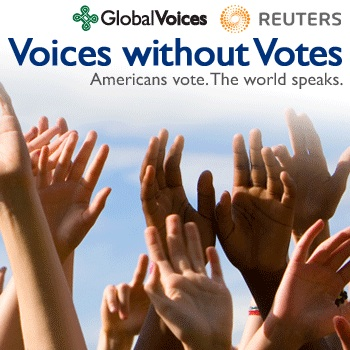 GlobalVoices REUTERS
Voices without Votes
Americans vote. The world speaks.